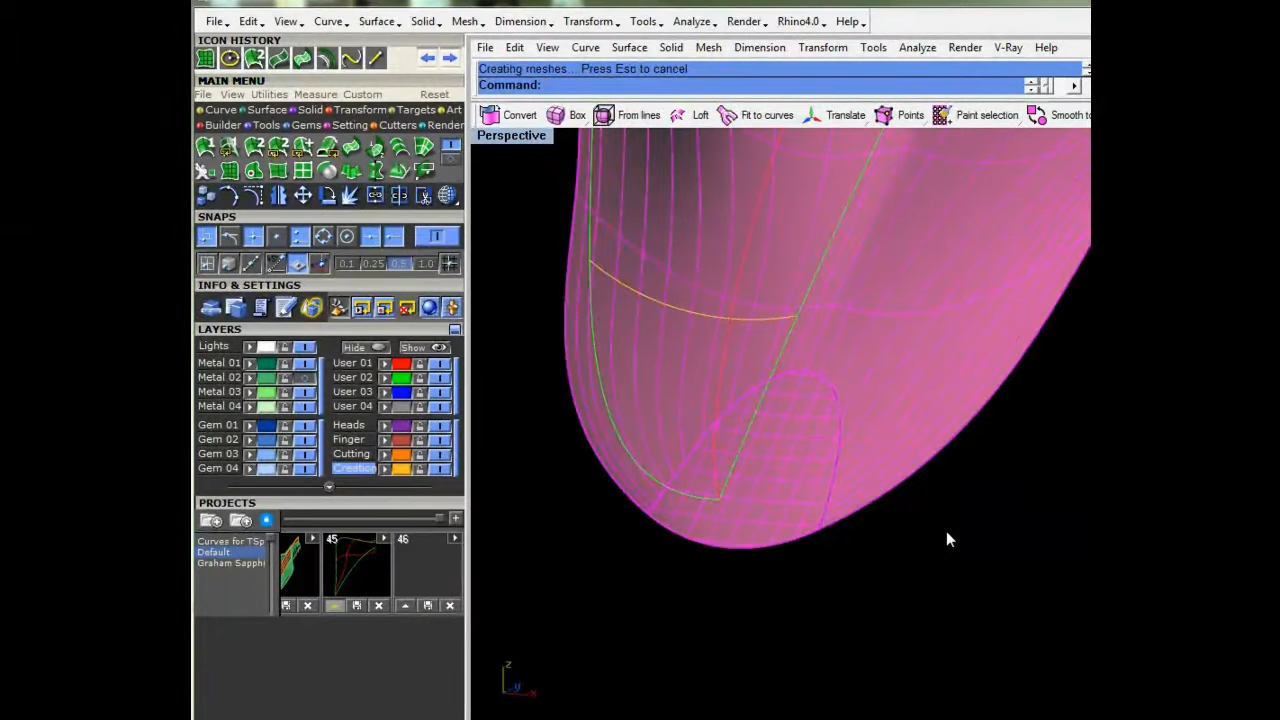 File Edit View Curve Surface Solid Mesh Dimension Transform Tools Analyze Render Rhino4.0 Help
ICON HISTORY
MAIN MENU
File View Utilities Measure Custom Reset
Curve Surface Solid Transform Targets Art
Builder Tools Gems Setting Cutters Render
SNAPS
0.1 0.25 0.5 1.0
INFO & SETTINGS
LAYERS
Lights Hide Show
Metal 01 User 01
Metal 02 User 02
Metal 03 User 03
Metal 04 User 04
Gem 01 Heads
Gem 02 Finger
Gem 03 Cutting
Gem 04 Creation
PROJECTS
Curves for TSp
Default
Graham Sapphi
45 46
File Edit View Curve Surface Solid Mesh Dimension Transform Tools Analyze Render V-Ray Help
Creating meshes... Press Esc to cancel
Command:
Convert Box From lines Loft Fit to curves Translate Points Paint selection Smooth to
Perspective
z
y
x